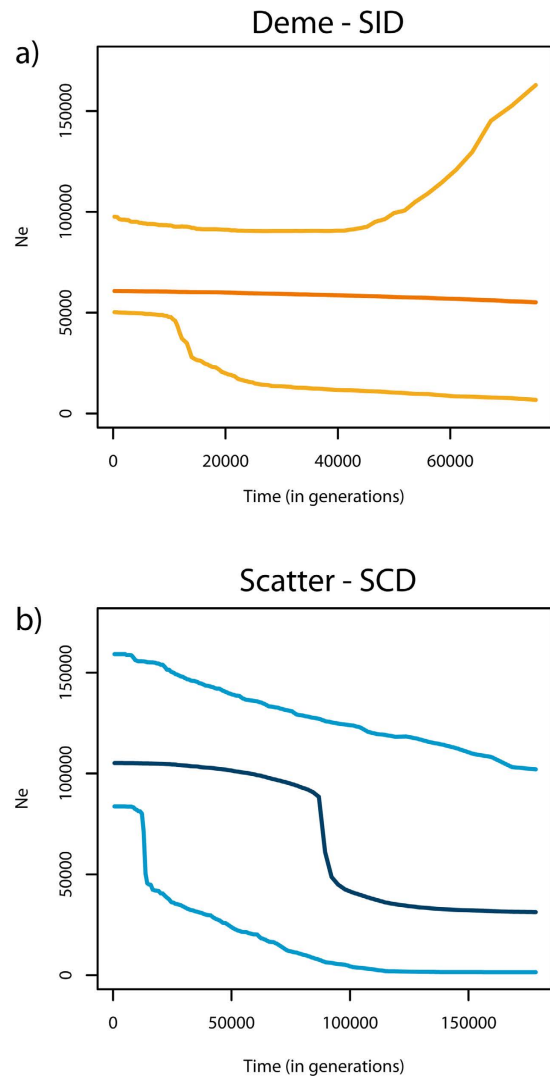 Deme - SID
a)
150000
100000
50000
0
Ne
0 20000 40000 60000
Time (in generations)
Scatter - SCD
b)
150000
100000
50000
0
Ne
0 50000 100000 150000
Time (in generations)